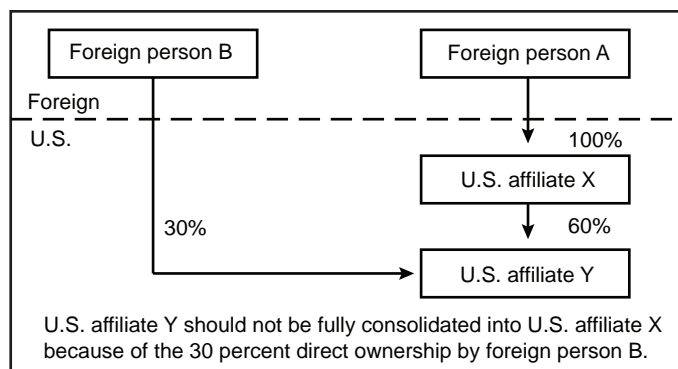 Foreign person B
Foreign person A
Foreign
U.S.
100%
U.S. affiliate X
30%
60%
U.S. affiliate Y
U.S. affiliate Y should not be fully consolidated into U.S. affiliate X
because of the 30 percent direct ownership by foreign person B.